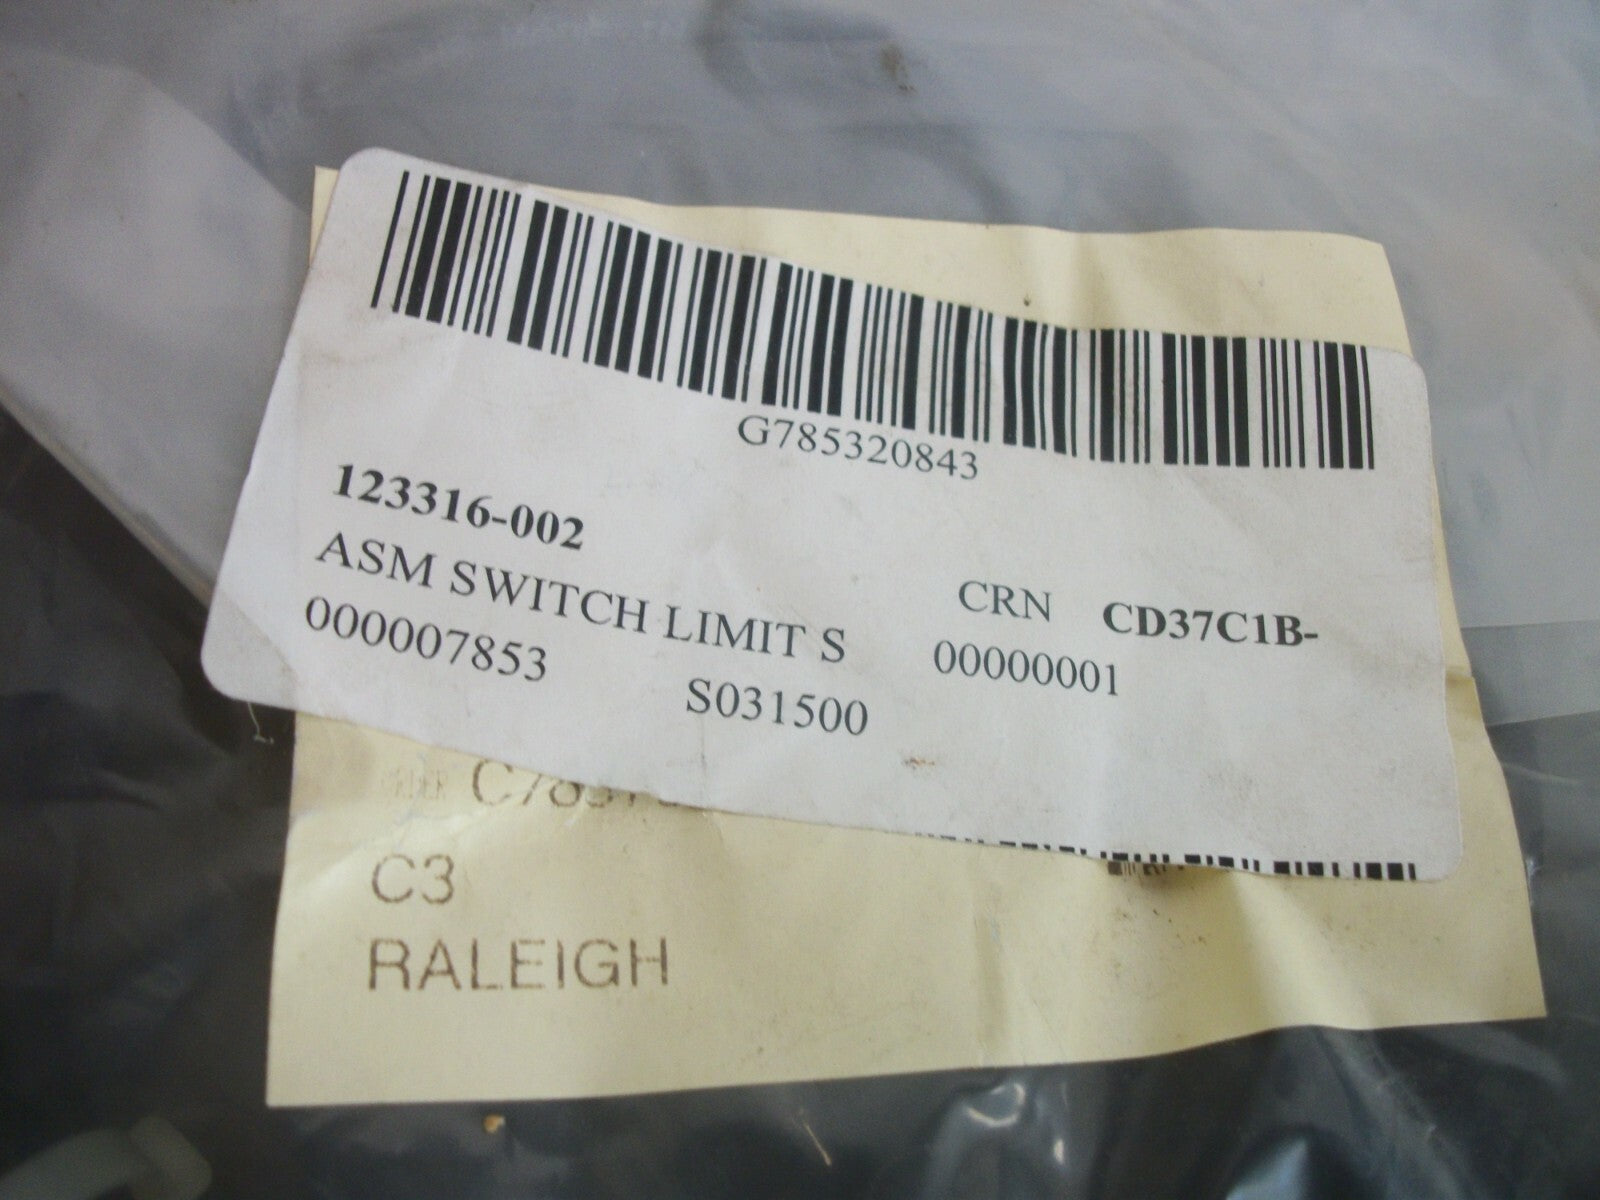 G785320843
123316-002
ASM SWITCH LIMIT S CRN CD37C1B-
000007853 S031500 00000001
C3
RALEIGH